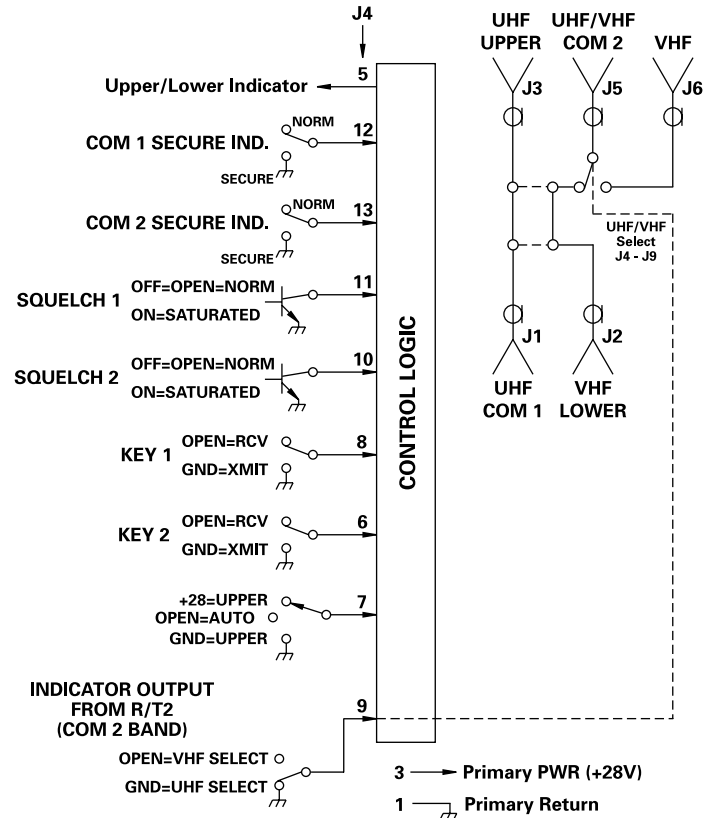 J4
5
Upper/Lower Indicator
NORM
12
COM 1 SECURE IND.
SECURE
NORM
13
COM 2 SECURE IND.
SECURE
OFF=OPEN=NORM
11
SQUELCH 1
ON=SATURATED
OFF=OPEN=NORM
10
SQUELCH 2
ON=SATURATED
OPEN=RCV
8
KEY 1
GND=XMIT
OPEN=RCV
6
KEY 2
GND=XMIT
+28=UPPER
7
OPEN=AUTO
GND=UPPER
INDICATOR OUTPUT
FROM R/T2
(COM 2 BAND)
9
OPEN=VHF SELECT
GND=UHF SELECT
CONTROL LOGIC
UHF
UPPER
UHF/VHF
COM 2
VHF
J3
J5
J6
UHF/VHF
Select
J4 - J9
J1
J2
UHF
COM 1
VHF
LOWER
3 Primary PWR (+28V)
1 Primary Return